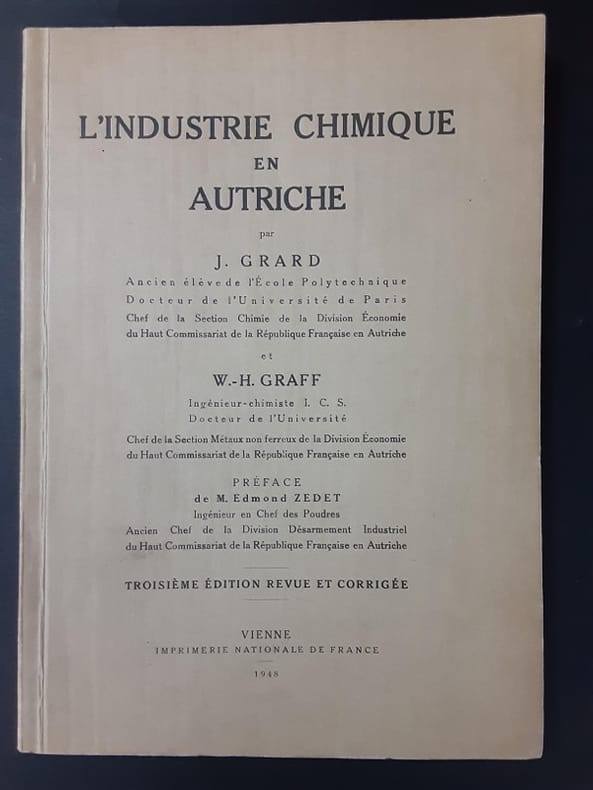 L'INDUSTRIE CHIMIQUE
EN
AUTRICHE
par
J. GRARD
Ancien élève de l'École Polytechnique
Docteur de l'Université de Paris
Chef de la Section Chimie de la Division Économie
du Haut Commissariat de la République Française en Autriche
et
W.-H. GRAFF
Ingénieur-chimiste I. C. S.
Docteur de l'Université
Chef de la Section Métaux non ferreux de la Division Économie
du Haut Commissariat de la République Française en Autriche
PRÉFACE
de M. Edmond ZEDET
Ingénieur en Chef des Poudres
Ancien Chef de la Division Désarmement Industriel
du Haut Commissariat de la République Française en Autriche
TROISIÈME ÉDITION REVUE ET CORRIGÉE
VIENNE
IMPRIMERIE NATIONALE DE FRANCE
1948